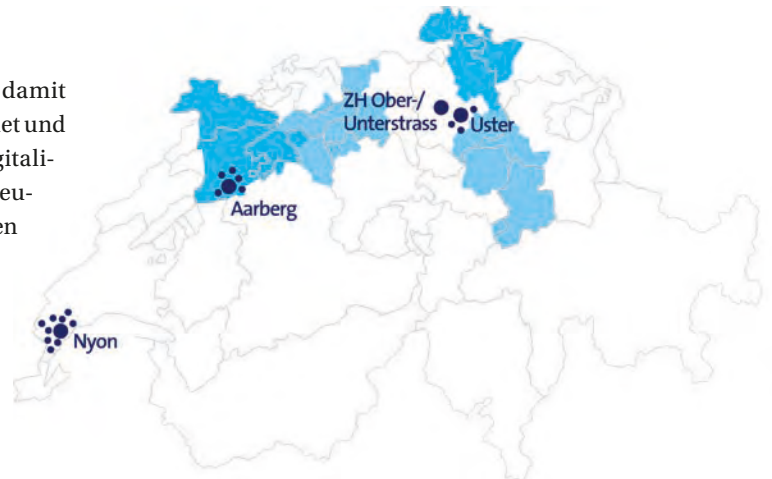 damit
et und
gitali-
eu-
en
ZH Ober-/
Unterstrass
Uster
Aarberg
Nyon